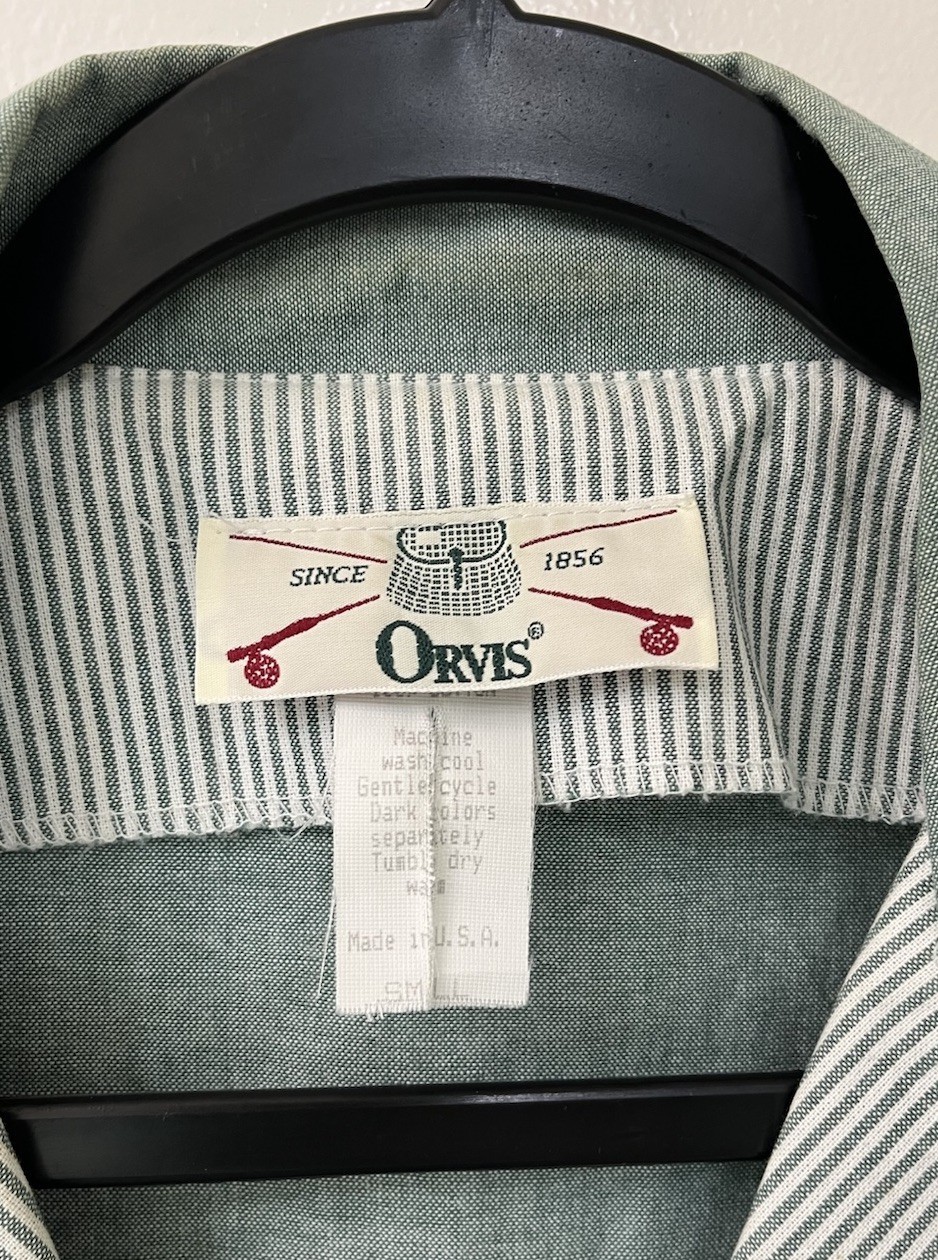 SINCE
1856
ORVIS®
Machine
wash cool
Gentle cycle
Dark colors
separately
Tumble dry
warm
Made in U.S.A.
SMALL